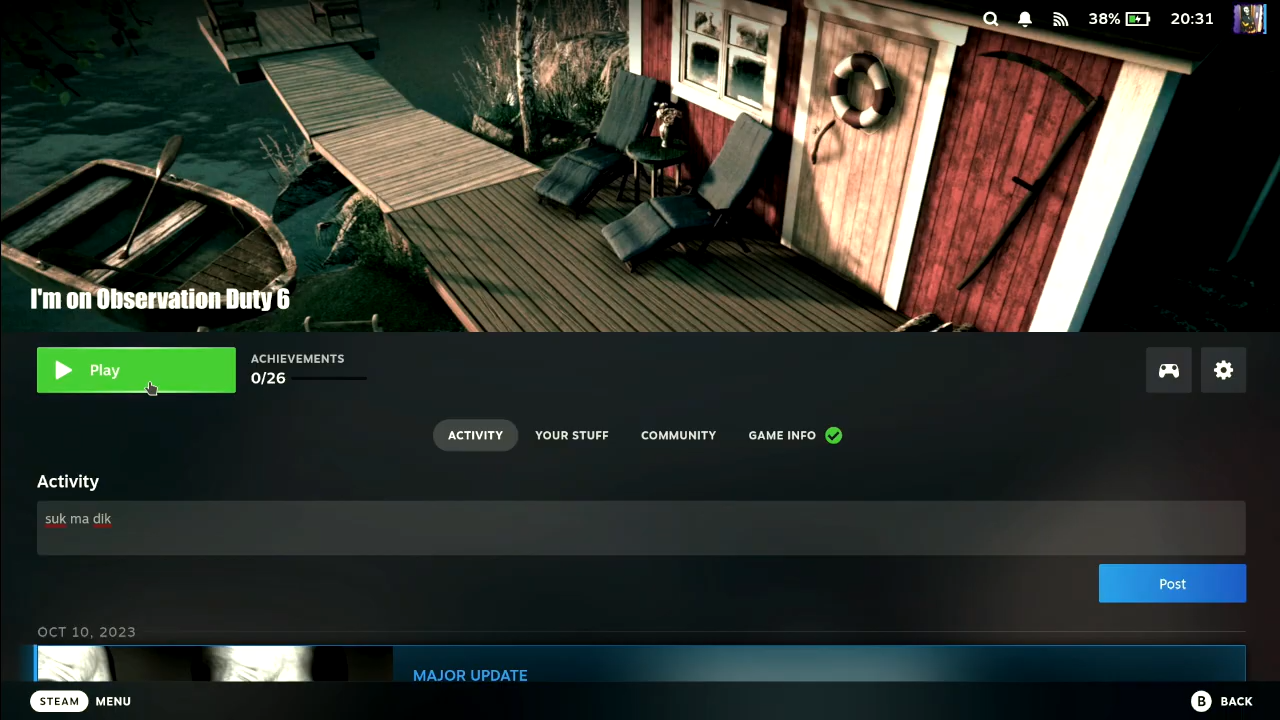 38% 20:31
I'm on Observation Duty 6
Play
ACHIEVEMENTS
0/26
ACTIVITY YOUR STUFF COMMUNITY GAME INFO
Activity
suk ma dik
Post
OCT 10, 2023
MAJOR UPDATE
STEAM MENU B BACK